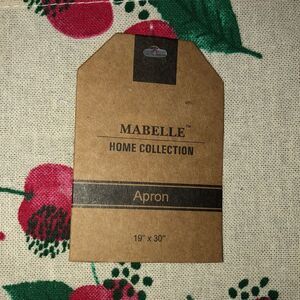 MABELLE™
HOME COLLECTION
Apron
19" x 30"